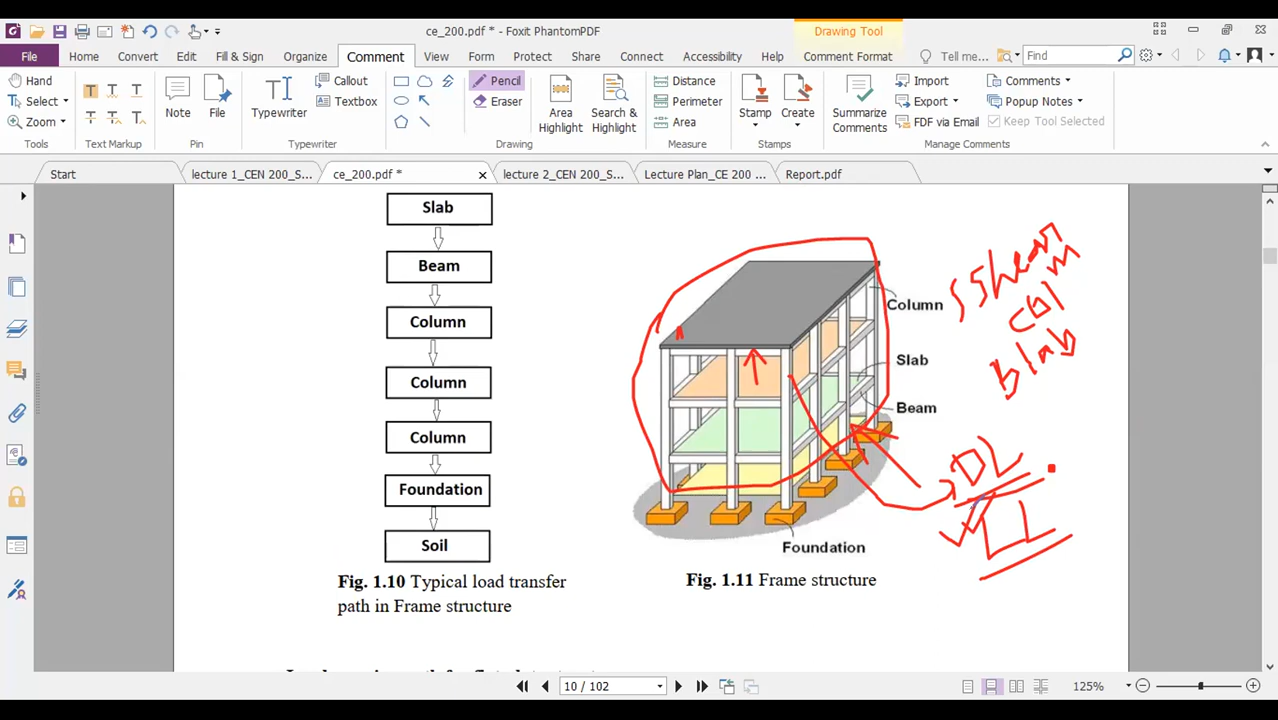 ce_200.pdf * - Foxit PhantomPDF
Drawing Tool
File
Home
Convert
Edit
Fill & Sign
Organize
Comment
View
Form
Protect
Share
Connect
Accessibility
Help
Comment Format
Tell me...
Find
Hand
Select
Zoom
Tools
Text Markup
Note
File
Pin
Typewriter
Callout
Textbox
Typewriter
Pencil
Eraser
Drawing
Area Highlight
Search & Highlight
Distance
Perimeter
Area
Measure
Stamp
Create
Stamps
Summarize Comments
Import
Export
FDF via Email
Comments
Popup Notes
Keep Tool Selected
Manage Comments
Start
lecture 1_CEN 200_S...
ce_200.pdf *
lecture 2_CEN 200_S...
Lecture Plan_CE 200 ...
Report.pdf
Slab
Beam
Column
Column
Column
Foundation
Soil
Fig. 1.10 Typical load transfer
path in Frame structure
Column
Slab
Beam
Foundation
Fig. 1.11 Frame structure
DL
LL
10 / 102
125%